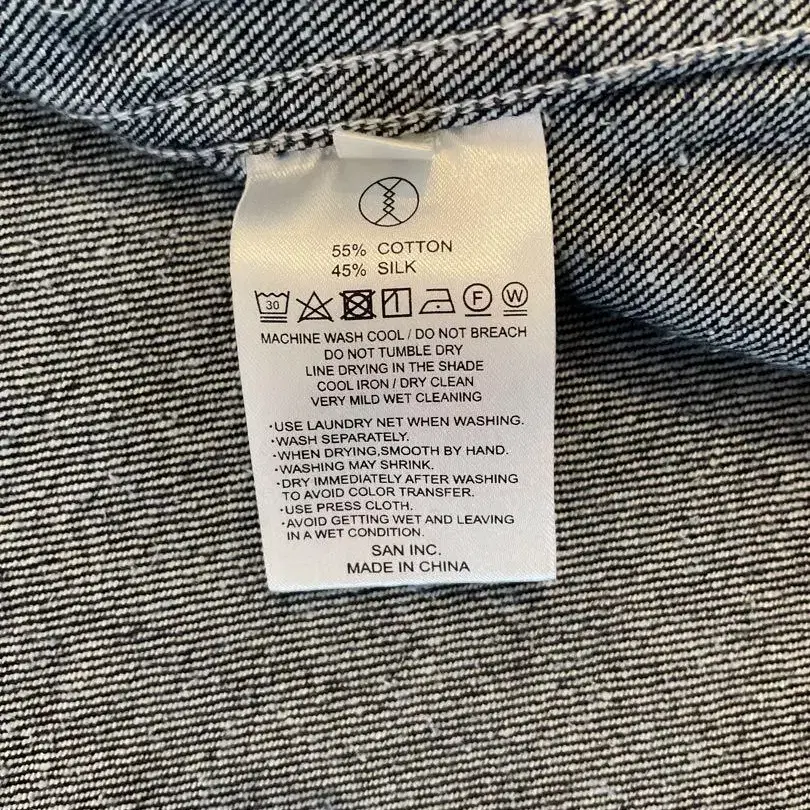 55% COTTON
45% SILK
30 F W
MACHINE WASH COOL / DO NOT BREACH
DO NOT TUMBLE DRY
LINE DRYING IN THE SHADE
COOL IRON / DRY CLEAN
VERY MILD WET CLEANING
·USE LAUNDRY NET WHEN WASHING.
·WASH SEPARATELY.
·WHEN DRYING,SMOOTH BY HAND.
·WASHING MAY SHRINK.
·DRY IMMEDIATELY AFTER WASHING
TO AVOID COLOR TRANSFER.
·USE PRESS CLOTH.
·AVOID GETTING WET AND LEAVING
IN A WET CONDITION.
SAN INC.
MADE IN CHINA